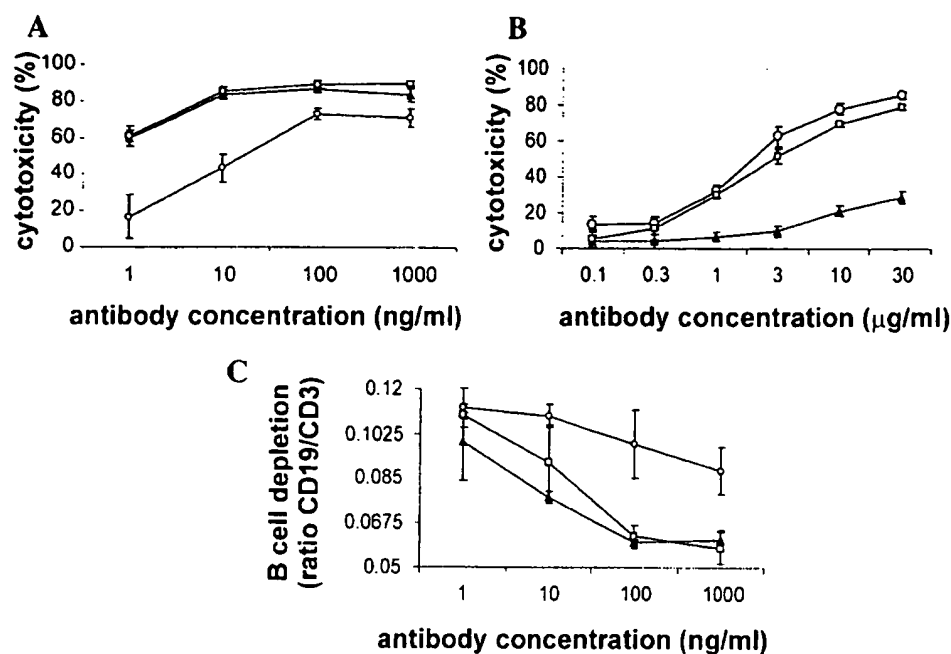 A
cytotoxicity (%)
100
80
60
40
20
0
1 10 100 1000
antibody concentration (ng/ml)
B
cytotoxicity (%)
100
80
60
40
20
0
0.1 0.3 1 3 10 30
antibody concentration (µg/ml)
C
B cell depletion
(ratio CD19/CD3)
0.12
0.1025
0.085
0.0675
0.05
1 10 100 1000
antibody concentration (ng/ml)